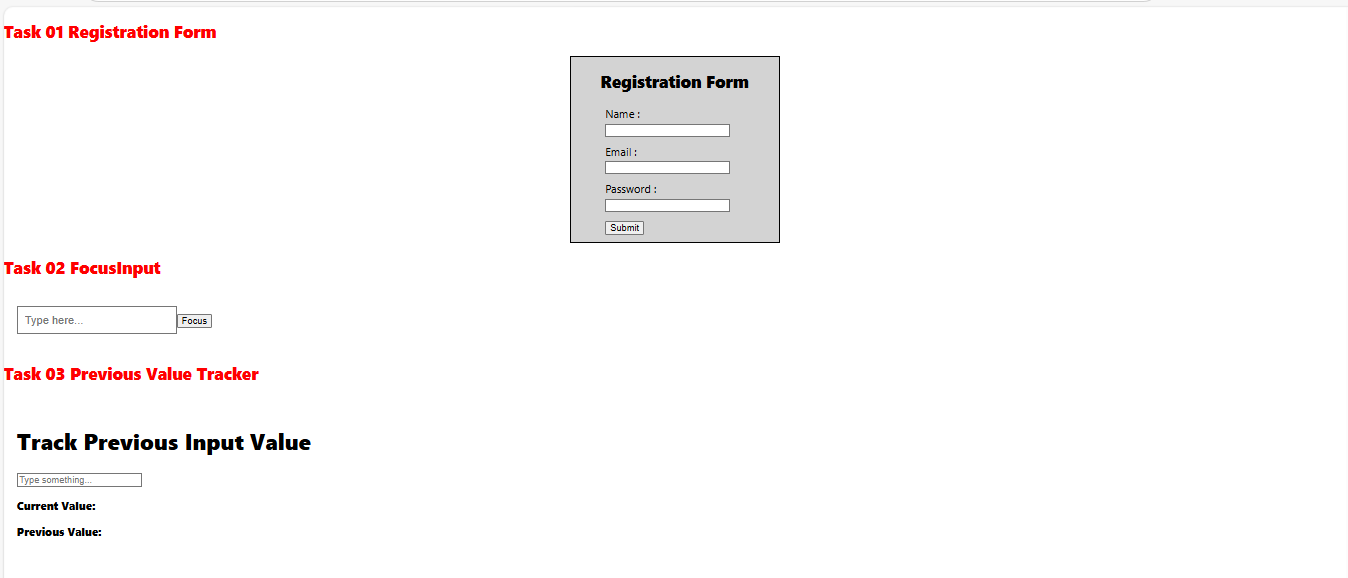 Task 01 Registration Form
Registration Form
Name :
Email :
Password :
Submit
Task 02 FocusInput
Type here... Focus
Task 03 Previous Value Tracker
Track Previous Input Value
Type something...
Current Value:
Previous Value: